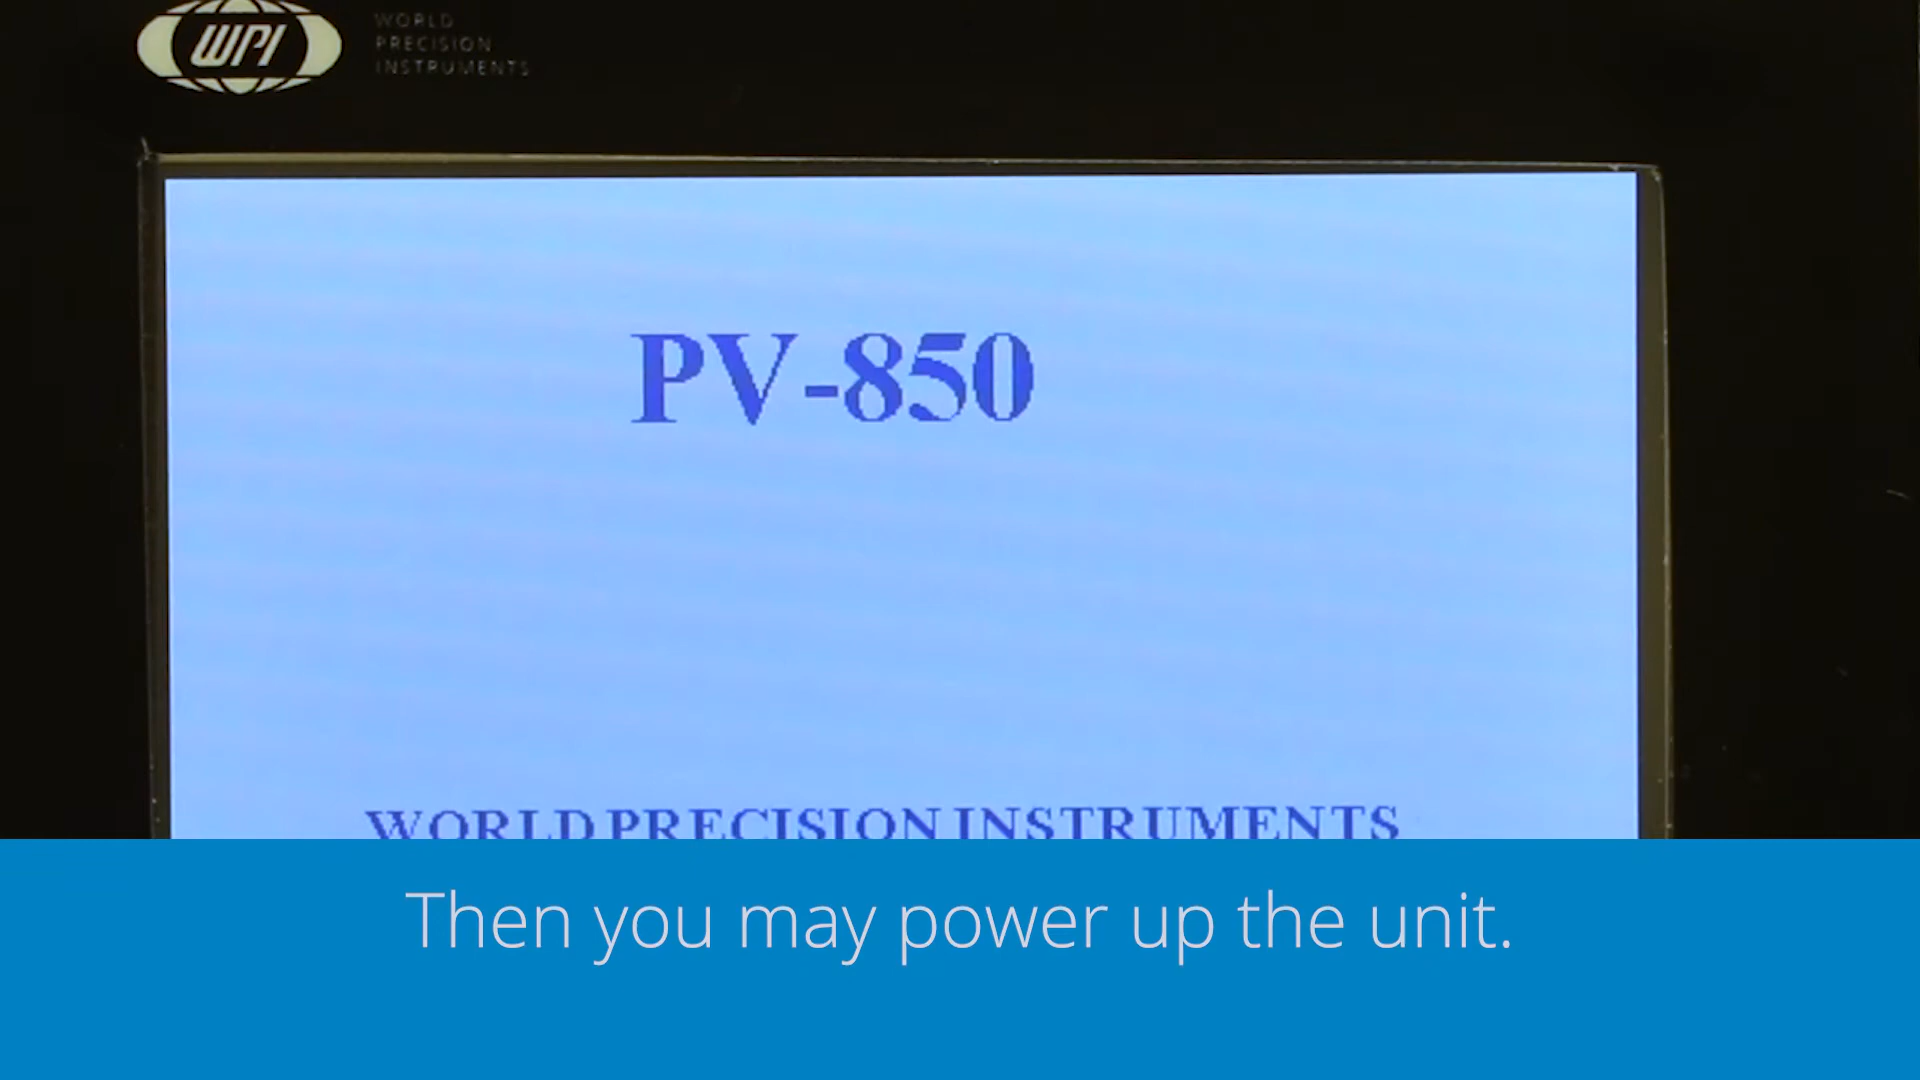 WPI
WORLD
PRECISION
INSTRUMENTS
PV-850
WORLD PRECISION INSTRUMENTS
Then you may power up the unit.